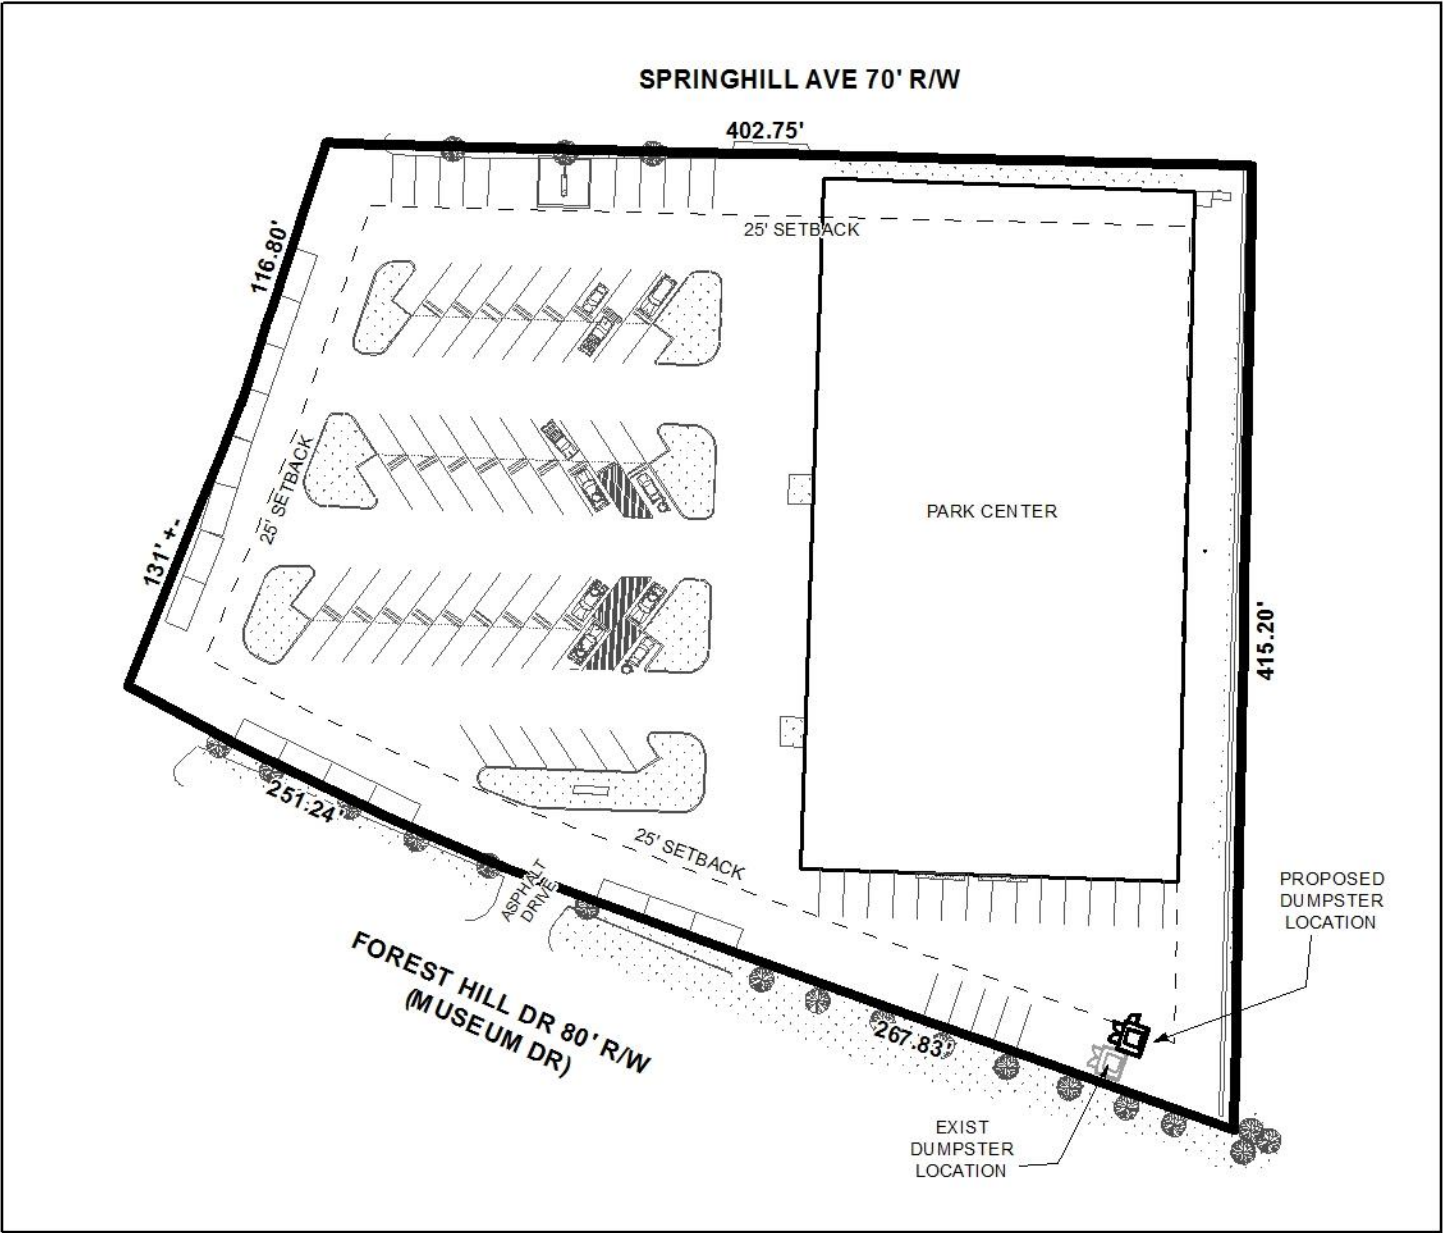 SPRINGHILL AVE 70' R/W
402.75'
116.80'
25' SETBACK
25' SETBACK
PARK CENTER
131' +-
415.20'
251.24'
25' SETBACK
ASPHALT
DRIVE
PROPOSED
DUMPSTER
LOCATION
FOREST HILL DR 80' R/W
(MUSEUM DR)
267.83'
EXIST
DUMPSTER
LOCATION